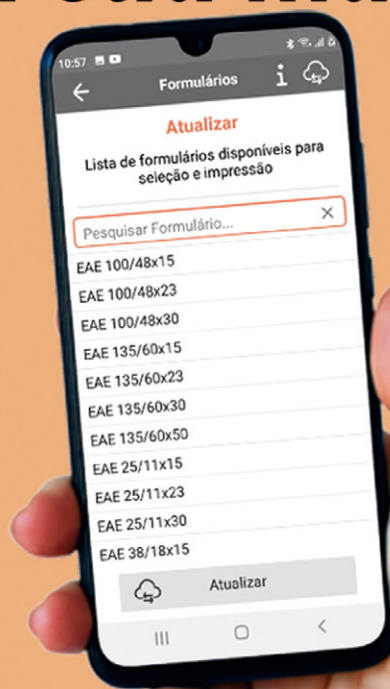 10:57
Formulários
Atualizar
Lista de formulários disponíveis para
seleção e impressão
Pesquisar Formulário...
EAE 100/48x15
EAE 100/48x23
EAE 100/48x30
EAE 135/60x15
EAE 135/60x23
EAE 135/60x30
EAE 135/60x50
EAE 25/11x15
EAE 25/11x23
EAE 25/11x30
EAE 38/18x15
Atualizar